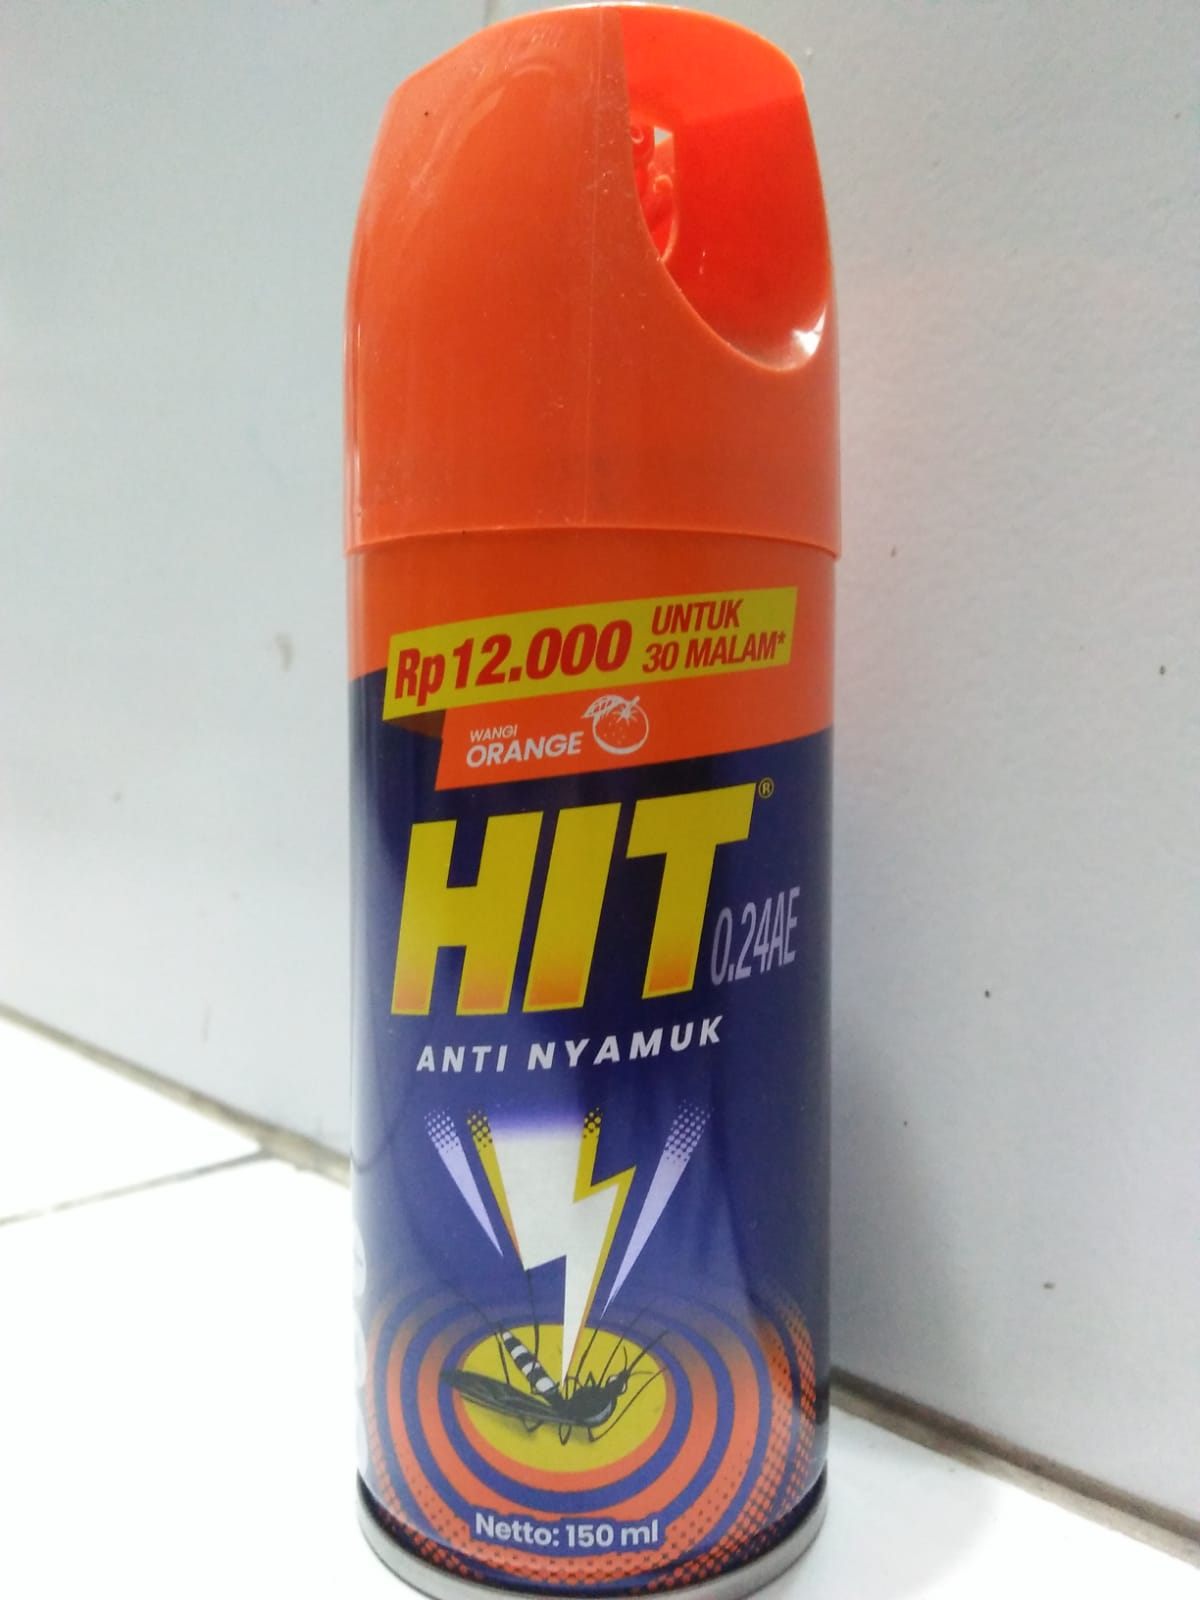 Rp12.000 UNTUK
30 MALAM*
WANGI
ORANGE
HIT®
0.24AE
ANTI NYAMUK
Netto: 150 ml